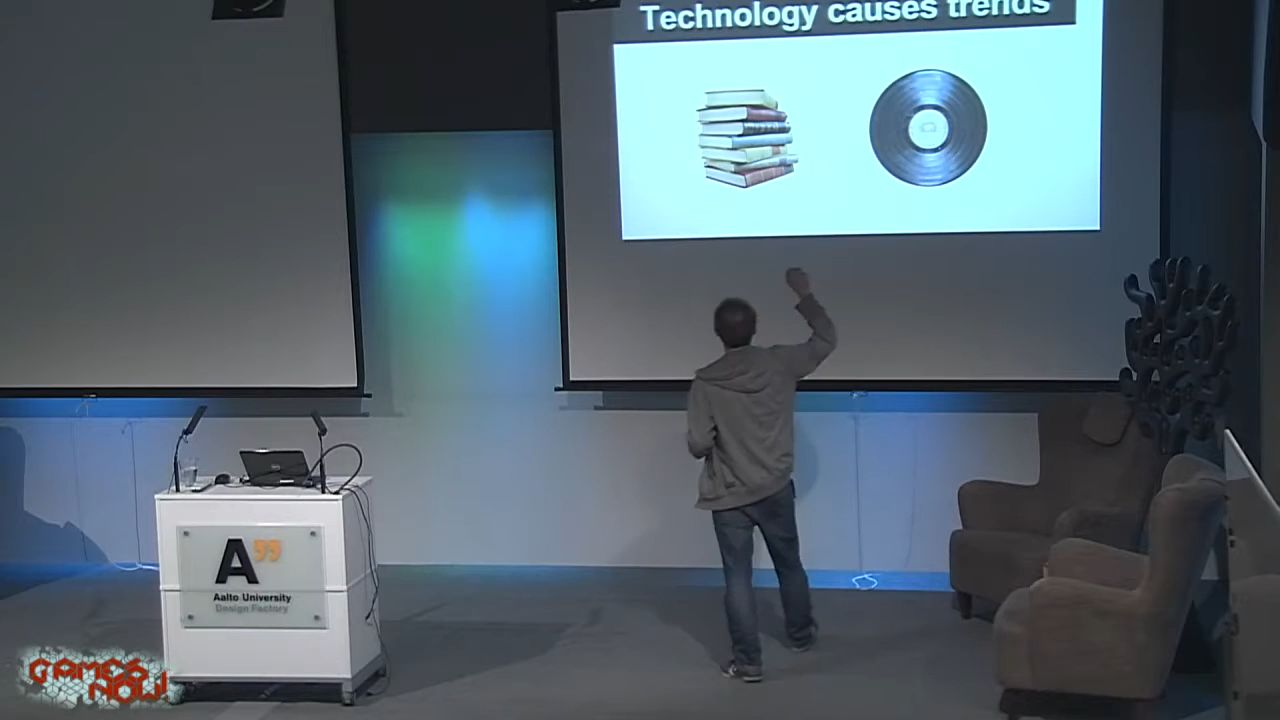 Technology causes trends
A”
Aalto University
Design Factory
GAMES
NOW!